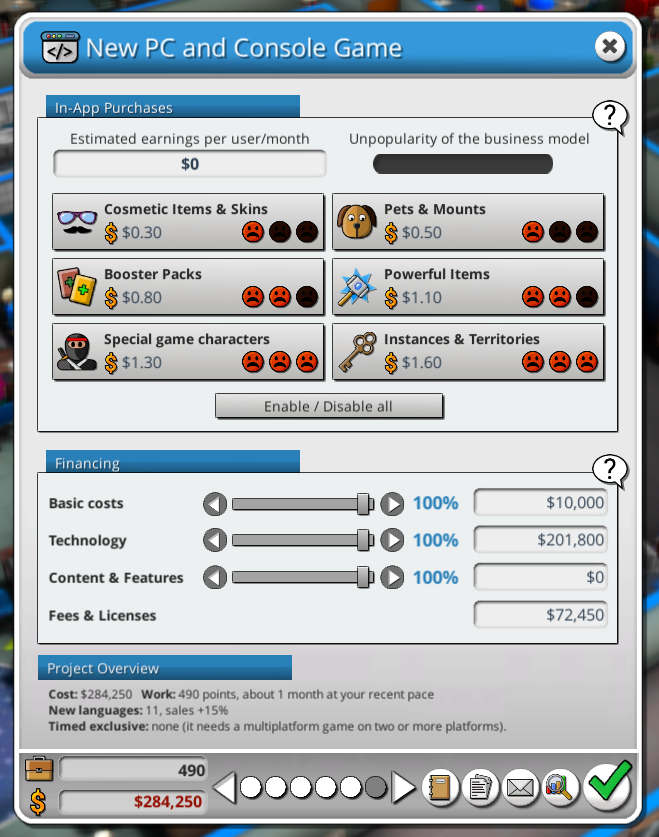 New PC and Console Game
In-App Purchases
?
Estimated earnings per user/month
Unpopularity of the business model
$0
Cosmetic Items & Skins
$ $0.30
Pets & Mounts
$ $0.50
Booster Packs
$ $0.80
Powerful Items
$ $1.10
Special game characters
$ $1.30
Instances & Territories
$ $1.60
Enable / Disable all
Financing
?
Basic costs 100% $10,000
Technology 100% $201,800
Content & Features 100% $0
Fees & Licenses $72,450
Project Overview
Cost: $284,250 Work: 490 points, about 1 month at your recent pace
New languages: 11, sales +15%
Timed exclusive: none (it needs a multiplatform game on two or more platforms).
490
$ $284,250